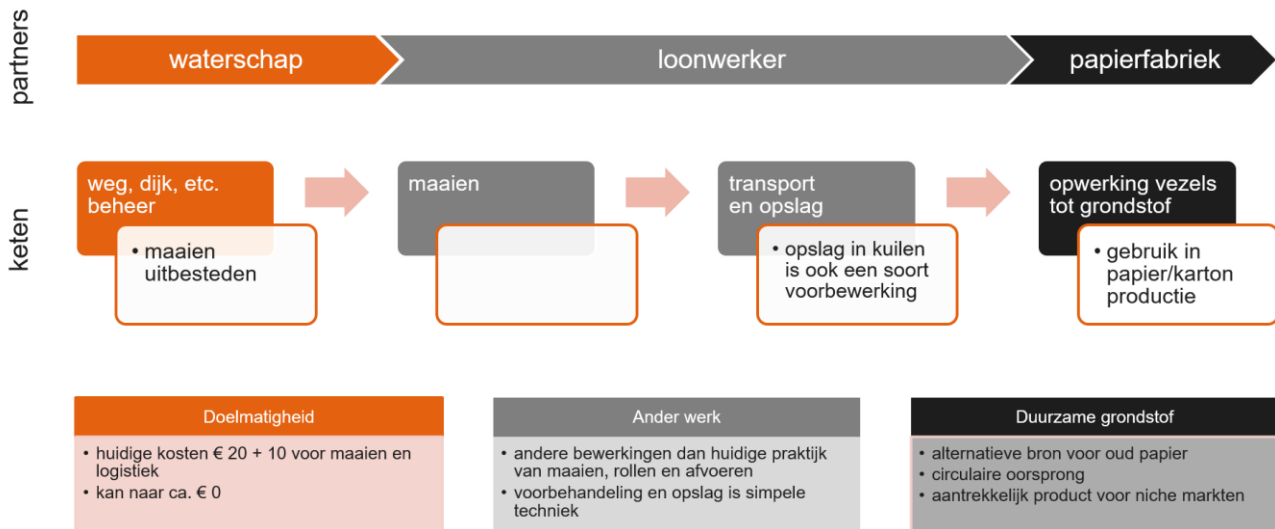 partners
waterschap
loonwerker
papierfabriek
keten
weg, dijk, etc.
beheer
• maaien
uitbesteden
maaien
transport
en opslag
• opslag in kuilen
is ook een soort
voorbewerking
opwerking vezels
tot grondstof
• gebruik in
papier/karton
productie
Doelmatigheid
• huidige kosten € 20 + 10 voor maaien en
logistiek
• kan naar ca. € 0
Ander werk
• andere bewerkingen dan huidige praktijk
van maaien, rollen en afvoeren
• voorbehandeling en opslag is simpele
techniek
Duurzame grondstof
• alternatieve bron voor oud papier
• circulaire oorsprong
• aantrekkelijk product voor niche markten